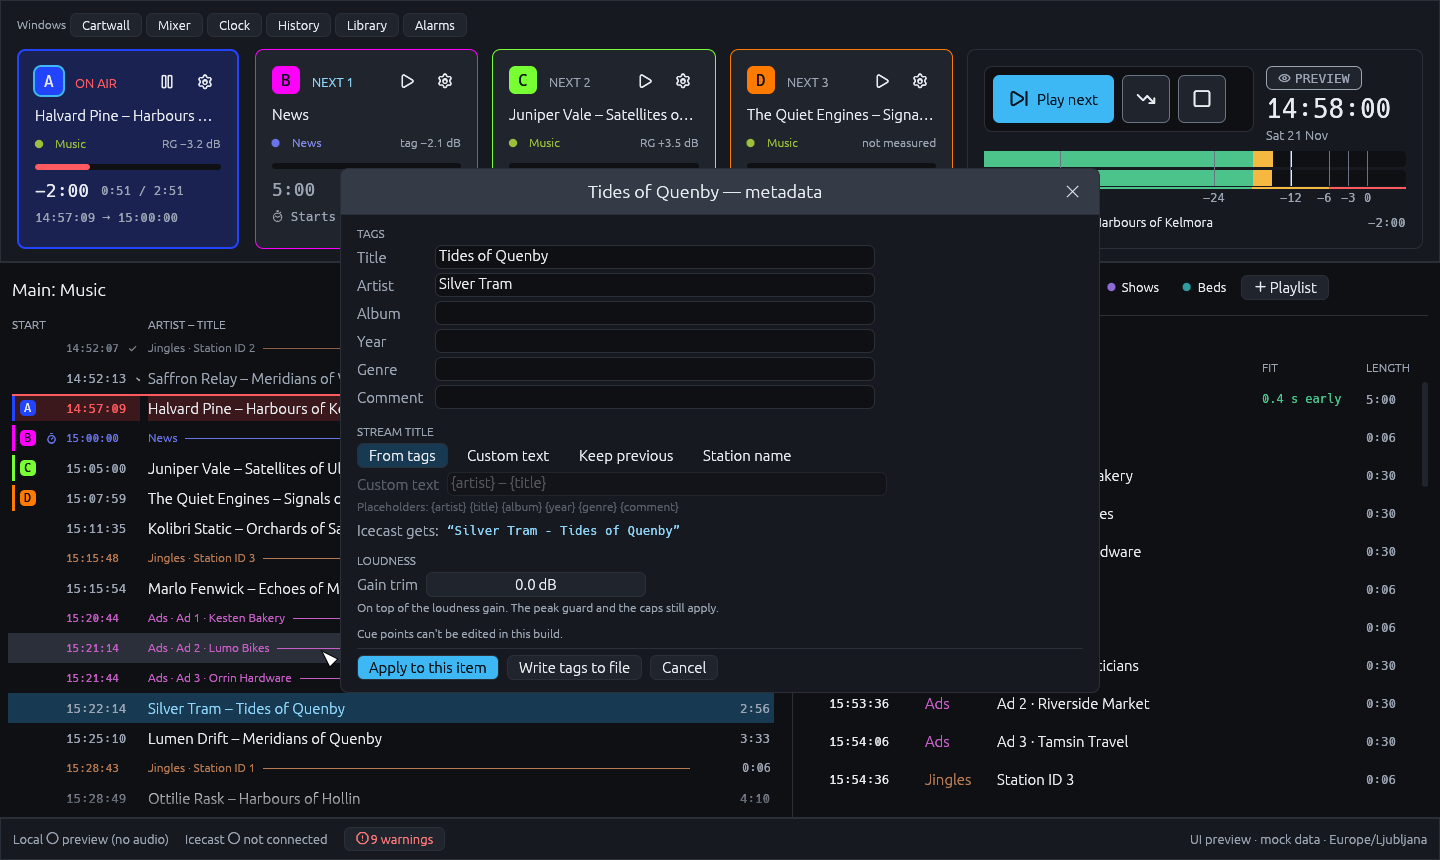 Windows Cartwall Mixer Clock History Library Alarms
A ON AIR
Halvard Pine – Harbours …
Music RG −3.2 dB
−2:00 0:51 / 2:51
14:57:09 → 15:00:00
B NEXT 1
News
News tag −2.1 dB
5:00
Starts
C NEXT 2
Juniper Vale – Satellites o…
Music RG +3.5 dB
D NEXT 3
The Quiet Engines – Signa…
Music not measured
Play next
PREVIEW
14:58:00
Sat 21 Nov
−24 −12 −6 −3 0
Harbours of Kelmora −2:00
Tides of Quenby — metadata
TAGS
Title Tides of Quenby
Artist Silver Tram
Album
Year
Genre
Comment
STREAM TITLE
From tags Custom text Keep previous Station name
Custom text {artist} – {title}
Placeholders: {artist} {title} {album} {year} {genre} {comment}
Icecast gets: “Silver Tram - Tides of Quenby”
LOUDNESS
Gain trim 0.0 dB
On top of the loudness gain. The peak guard and the caps still apply.
Cue points can't be edited in this build.
Apply to this item Write tags to file Cancel
Main: Music
START ARTIST – TITLE
14:52:07 Jingles · Station ID 2
14:52:13 Saffron Relay – Meridians of
A 14:57:09 Halvard Pine – Harbours of Ke
B 15:00:00 News
C 15:05:00 Juniper Vale – Satellites of Ul
D 15:07:59 The Quiet Engines – Signals o
15:11:35 Kolibri Static – Orchards of Sa
15:15:48 Jingles · Station ID 3
15:15:54 Marlo Fenwick – Echoes of M
15:20:44 Ads · Ad 1 · Kesten Bakery
15:21:14 Ads · Ad 2 · Lumo Bikes
15:21:44 Ads · Ad 3 · Orrin Hardware
15:22:14 Silver Tram – Tides of Quenby 2:56
15:25:10 Lumen Drift – Meridians of Quenby 3:33
15:28:43 Jingles · Station ID 1 0:06
15:28:49 Ottilie Rask – Harbours of Hollin 4:10
Shows Beds + Playlist
FIT LENGTH
0.4 s early 5:00
0:06
akery 0:30
es 0:30
dware 0:30
0:06
0:06
ticians 0:30
15:53:36 Ads Ad 2 · Riverside Market 0:30
15:54:06 Ads Ad 3 · Tamsin Travel 0:30
15:54:36 Jingles Station ID 3 0:06
Local preview (no audio) Icecast not connected 9 warnings UI preview · mock data · Europe/Ljubljana